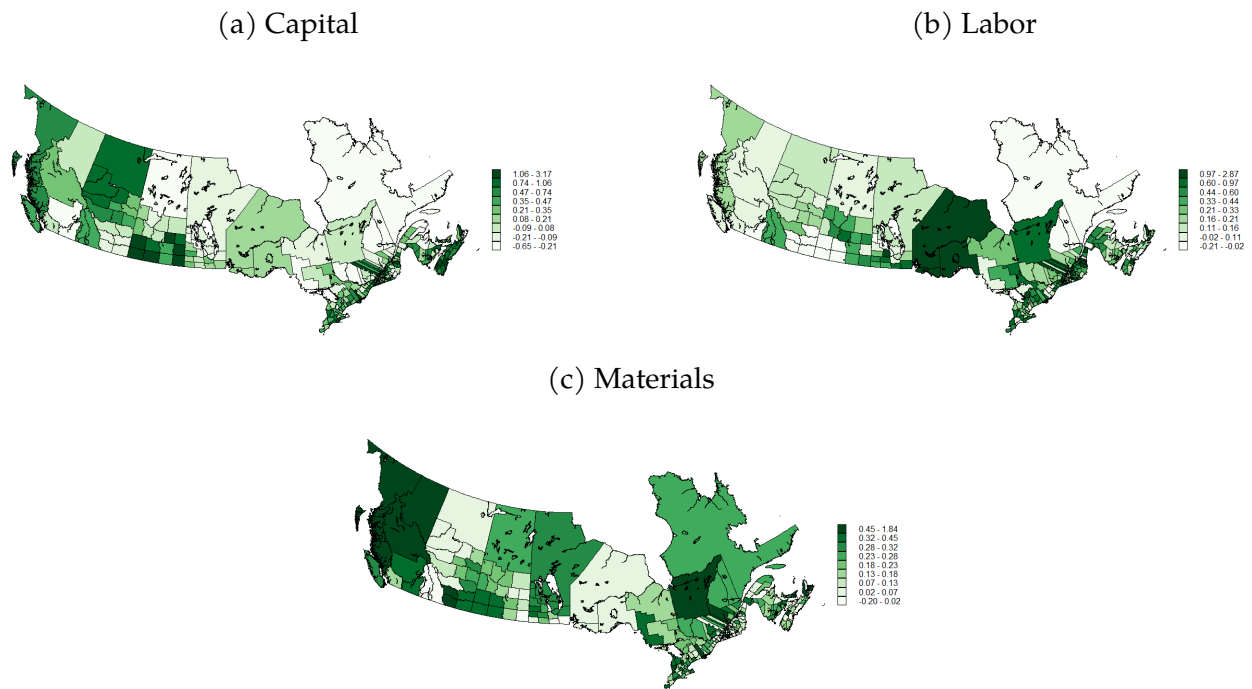 (a) Capital
(b) Labor
1.06 - 3.17
0.74 - 1.06
0.47 - 0.74
0.35 - 0.47
0.21 - 0.35
0.08 - 0.21
-0.09 - 0.08
-0.21 - -0.09
-0.65 - -0.21
0.97 - 2.87
0.60 - 0.97
0.44 - 0.60
0.33 - 0.44
0.21 - 0.33
0.16 - 0.21
0.11 - 0.16
-0.02 - 0.11
-0.21 - -0.02
(c) Materials
0.45 - 1.84
0.32 - 0.45
0.28 - 0.32
0.23 - 0.28
0.18 - 0.23
0.13 - 0.18
0.07 - 0.13
0.02 - 0.07
-0.20 - 0.02